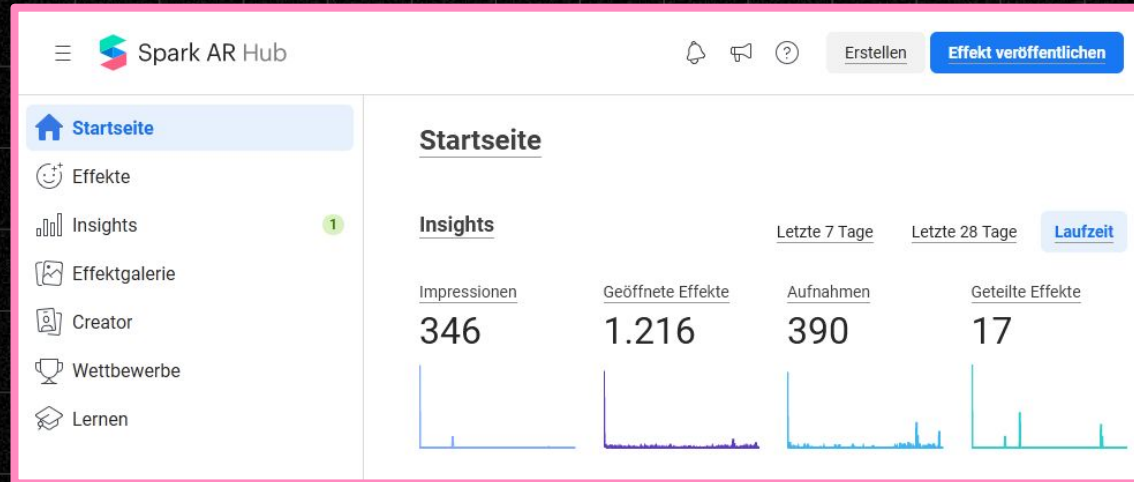 Spark AR Hub
Erstellen
Effekt veröffentlichen
Startseite
Effekte
Insights
1
Effektgalerie
Creator
Wettbewerbe
Lernen
Startseite
Insights
Letzte 7 Tage
Letzte 28 Tage
Laufzeit
Impressionen
346
Geöffnete Effekte
1.216
Aufnahmen
390
Geteilte Effekte
17